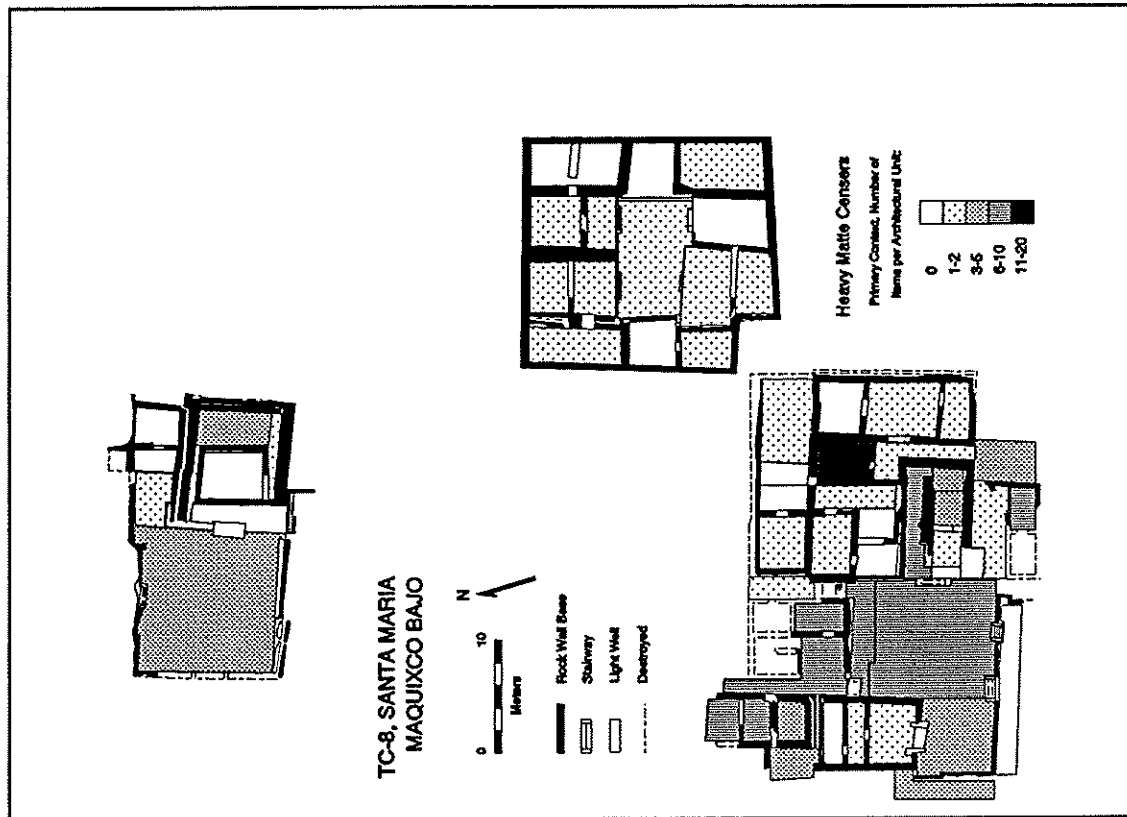 TC-8, SANTA MARIA
MAQUIXCO BAJO
N
0 10
Meters
Rock Wall Base
Stairway
Light Well
Destroyed
Heavy Matte Censers
Primary Context, Number of
Items per Architectural Unit:
0
1-2
3-5
6-10
11-20